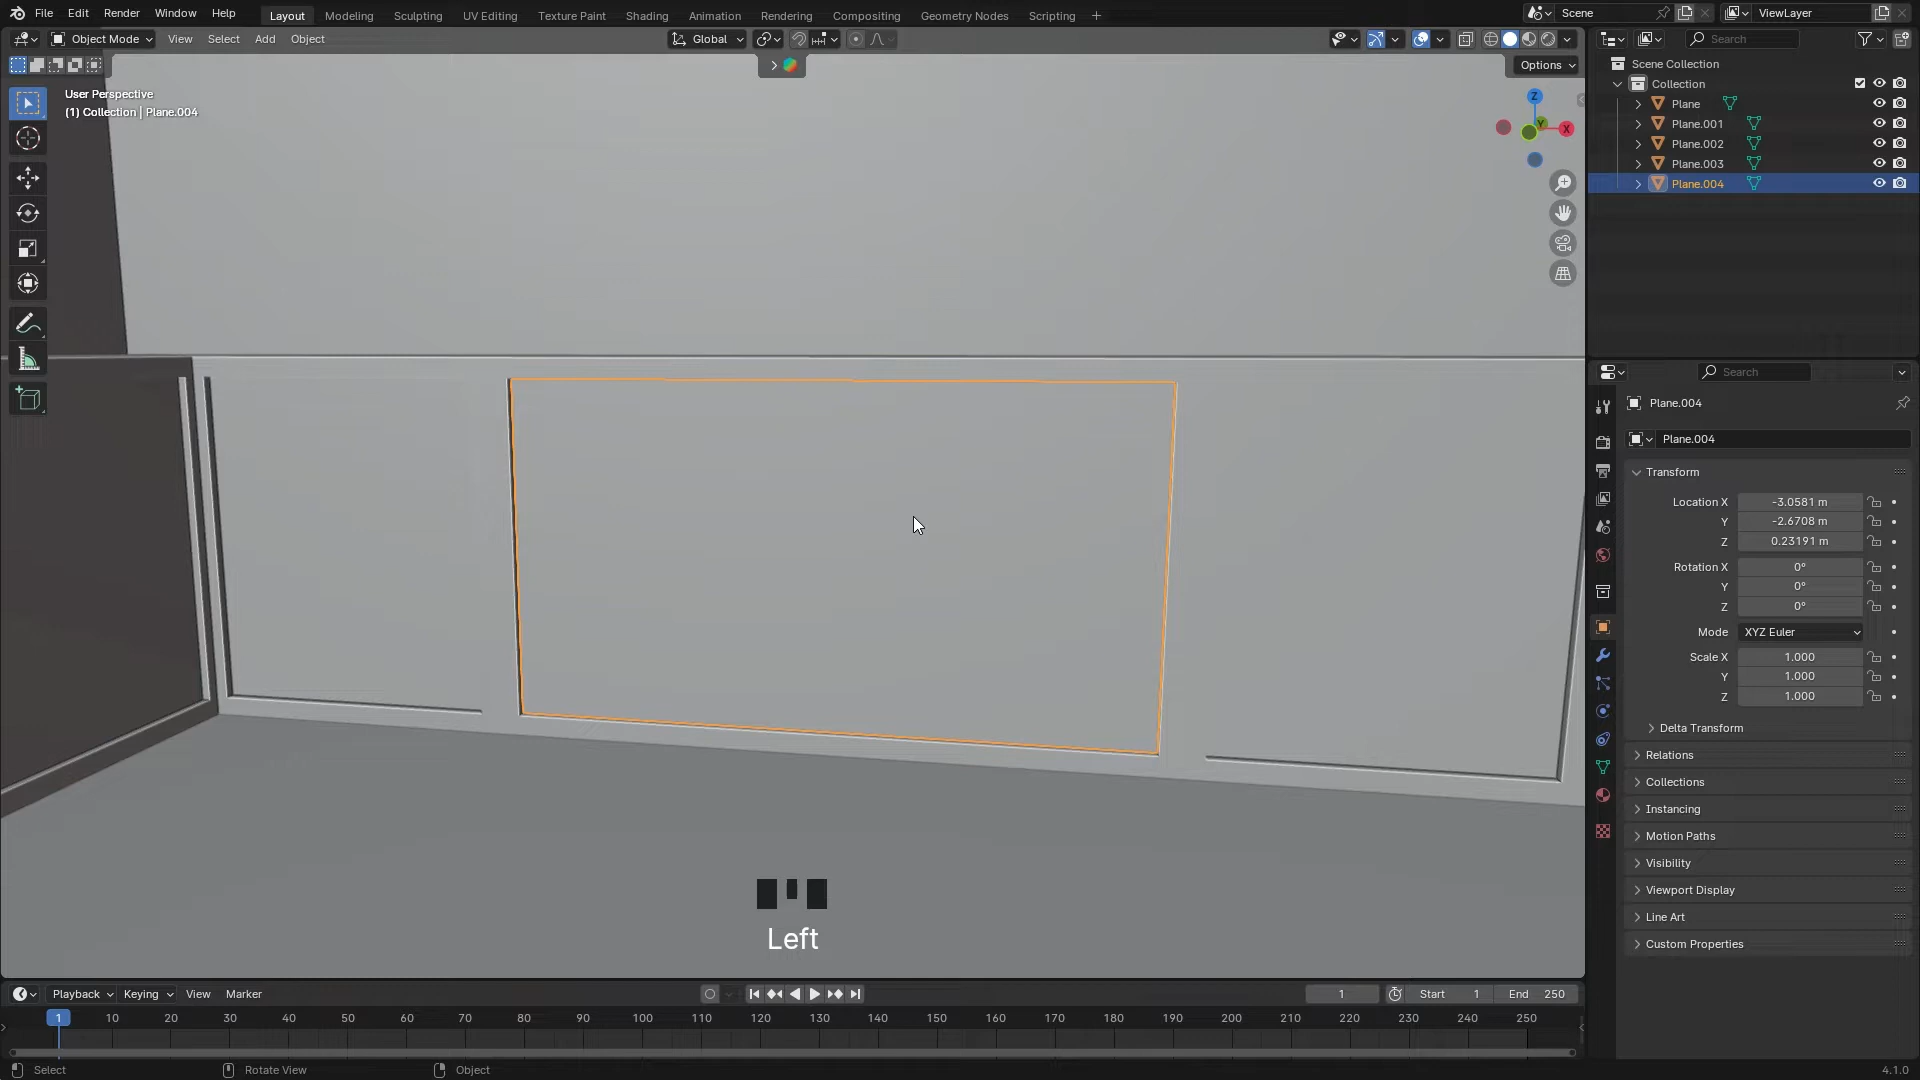 File Edit Render Window Help Layout Modeling Sculpting UV Editing Texture Paint Shading Animation Rendering Compositing Geometry Nodes Scripting Scene ViewLayer
Object Mode View Select Add Object Global Search
Options
User Perspective
(1) Collection | Plane.004
Z
Y
X
Scene Collection
Collection
Plane
Plane.001
Plane.002
Plane.003
Plane.004
Search
Plane.004
Plane.004
Transform
Location X -3.0581 m
Y -2.6708 m
Z 0.23191 m
Rotation X 0°
Y 0°
Z 0°
Mode XYZ Euler
Scale X 1.000
Y 1.000
Z 1.000
Delta Transform
Relations
Collections
Instancing
Motion Paths
Visibility
Viewport Display
Line Art
Custom Properties
Left
Playback Keying View Marker 1 Start 1 End 250
1 10 20 30 40 50 60 70 80 90 100 110 120 130 140 150 160 170 180 190 200 210 220 230 240 250
Select Rotate View Object 4.1.0